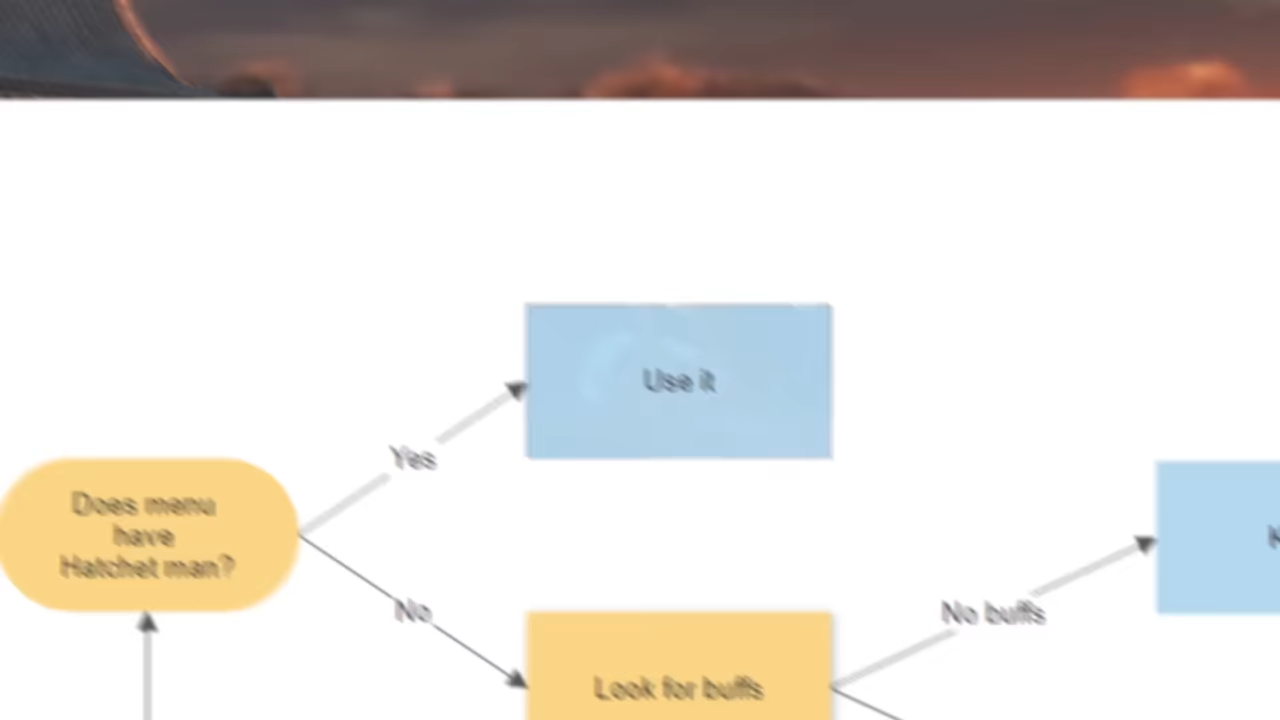 Use it
Yes
Does menu
have
Hatchet man?
No
No buffs
Look for buffs